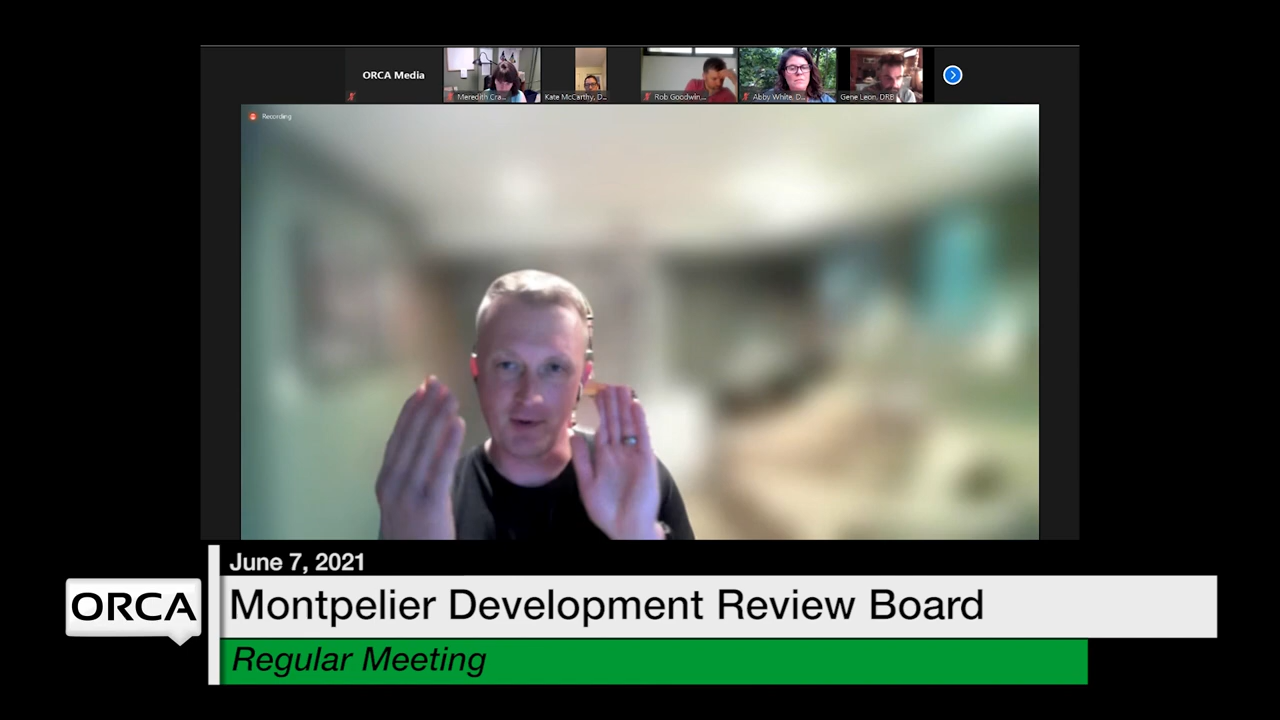 ORCA Media
Meredith Cra...
Kate McCarthy, D...
Rob Goodwin...
Abby White, D...
Gene Leon, DRB
Recording
June 7, 2021
ORCA
Montpelier Development Review Board
Regular Meeting